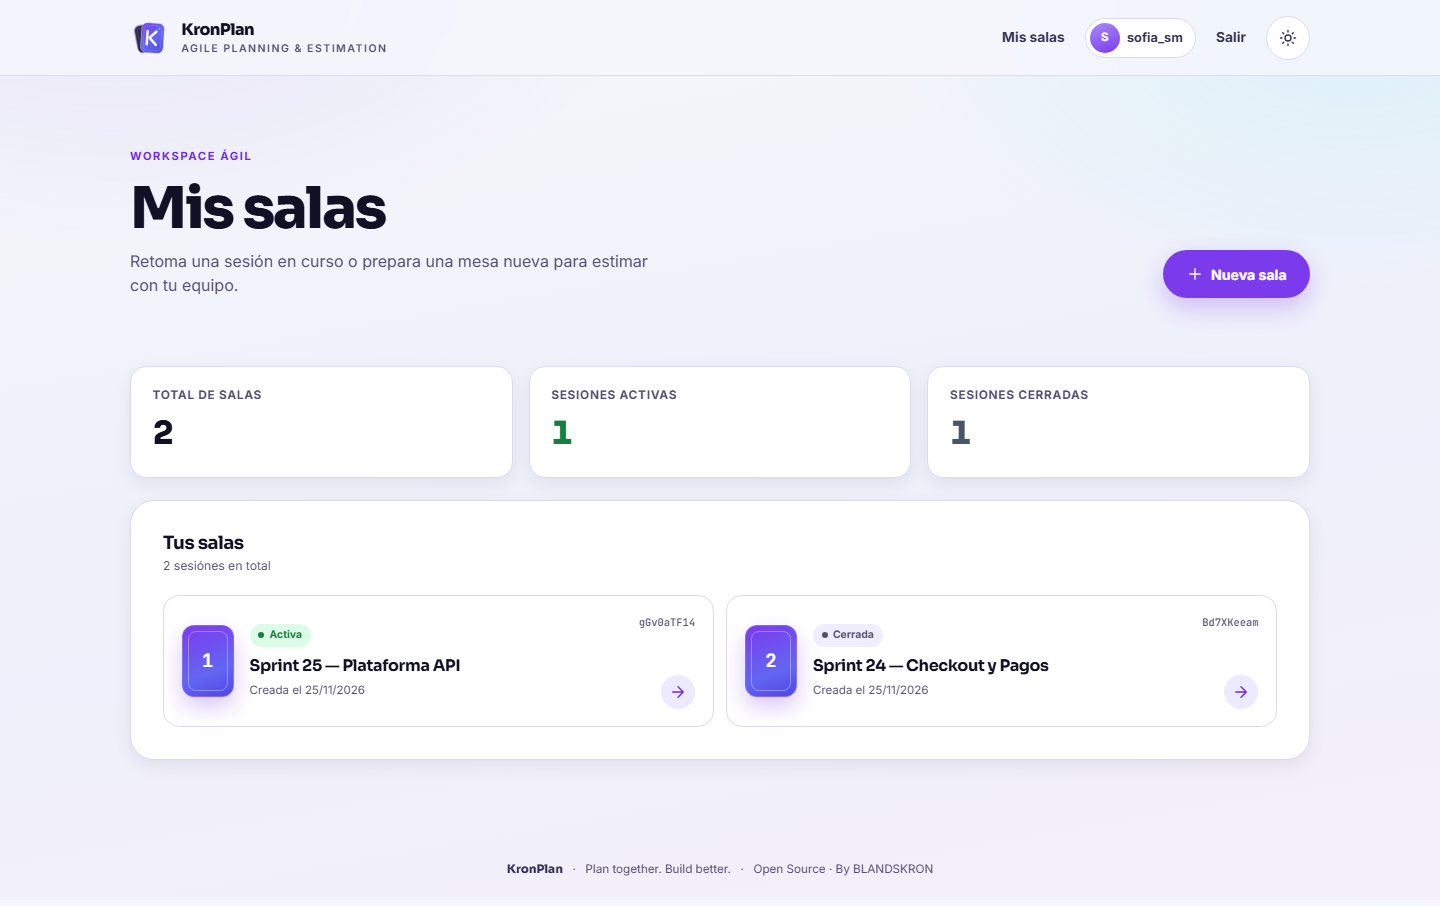 KronPlan
AGILE PLANNING & ESTIMATION
Mis salas
S
sofia_sm
Salir
WORKSPACE ÁGIL
Mis salas
Retoma una sesión en curso o prepara una mesa nueva para estimar
con tu equipo.
Nueva sala
TOTAL DE SALAS
2
SESIONES ACTIVAS
1
SESIONES CERRADAS
1
Tus salas
2 sesiónes en total
1
Activa
gGv0aTF14
Sprint 25 — Plataforma API
Creada el 25/11/2026
2
Cerrada
Bd7XKeeam
Sprint 24 — Checkout y Pagos
Creada el 25/11/2026
KronPlan · Plan together. Build better. · Open Source · By BLANDSKRON